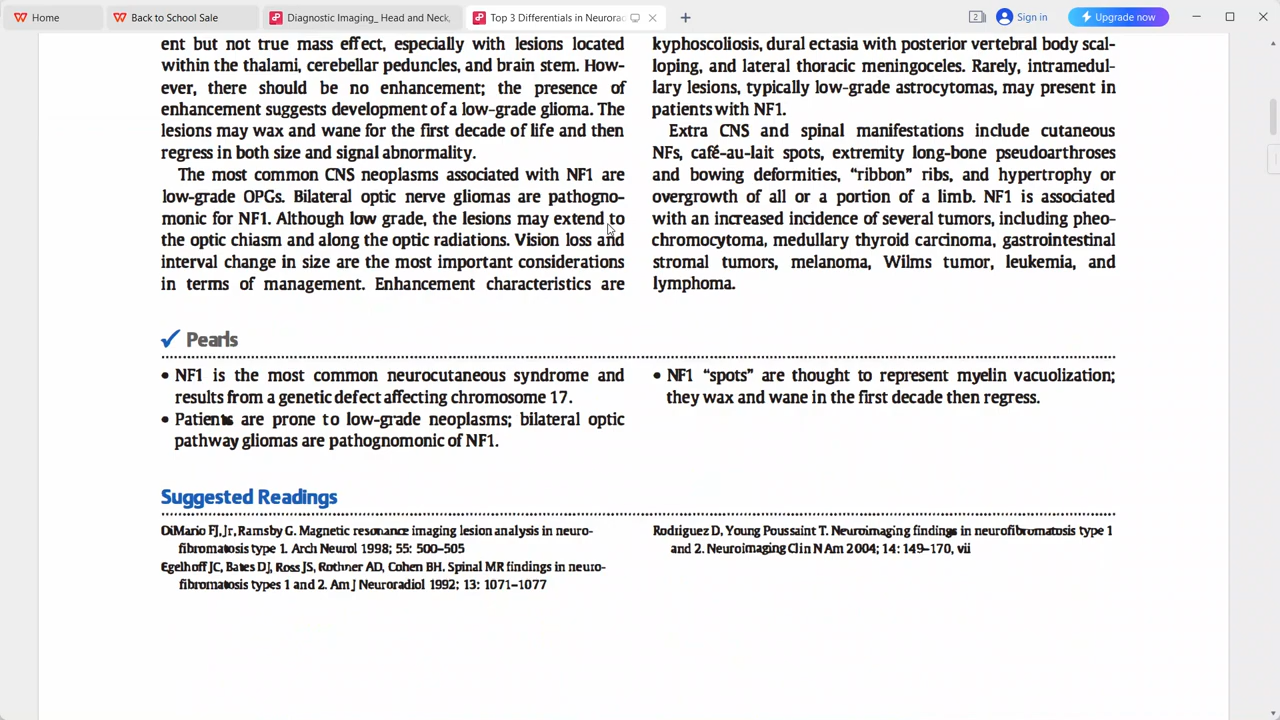 Home
Back to School Sale
Diagnostic Imaging_ Head and Neck,
Top 3 Differentials in Neurorad
2
Sign in
Upgrade now
ent but not true mass effect, especially with lesions located
within the thalami, cerebellar peduncles, and brain stem. How-
ever, there should be no enhancement; the presence of
enhancement suggests development of a low-grade glioma. The
lesions may wax and wane for the first decade of life and then
regress in both size and signal abnormality.
The most common CNS neoplasms associated with NF1 are
low-grade OPGs. Bilateral optic nerve gliomas are pathogno-
monic for NF1. Although low grade, the lesions may extend to
the optic chiasm and along the optic radiations. Vision loss and
interval change in size are the most important considerations
in terms of management. Enhancement characteristics are
kyphoscoliosis, dural ectasia with posterior vertebral body scal-
loping, and lateral thoracic meningoceles. Rarely, intramedul-
lary lesions, typically low-grade astrocytomas, may present in
patients with NF1.
Extra CNS and spinal manifestations include cutaneous
NFs, café-au-lait spots, extremity long-bone pseudoarthroses
and bowing deformities, “ribbon” ribs, and hypertrophy or
overgrowth of all or a portion of a limb. NF1 is associated
with an increased incidence of several tumors, including pheo-
chromocytoma, medullary thyroid carcinoma, gastrointestinal
stromal tumors, melanoma, Wilms tumor, leukemia, and
lymphoma.
✓ Pearls
• NF1 is the most common neurocutaneous syndrome and
results from a genetic defect affecting chromosome 17.
• Patients are prone to low-grade neoplasms; bilateral optic
pathway gliomas are pathognomonic of NF1.
• NF1 “spots” are thought to represent myelin vacuolization;
they wax and wane in the first decade then regress.
Suggested Readings
DiMario FJ, Jr, Ramsby G. Magnetic resonance imaging lesion analysis in neuro-
fibromatosis type 1. Arch Neurol 1998; 55: 500–505
Egelhoff JC, Bates DJ, Ross JS, Rothner AD, Cohen BH. Spinal MR findings in neuro-
fibromatosis types 1 and 2. Am J Neuroradiol 1992; 13: 1071–1077
Rodriguez D, Young Poussaint T. Neuroimaging findings in neurofibromatosis type 1
and 2. Neuroimaging Clin N Am 2004; 14: 149–170, vii